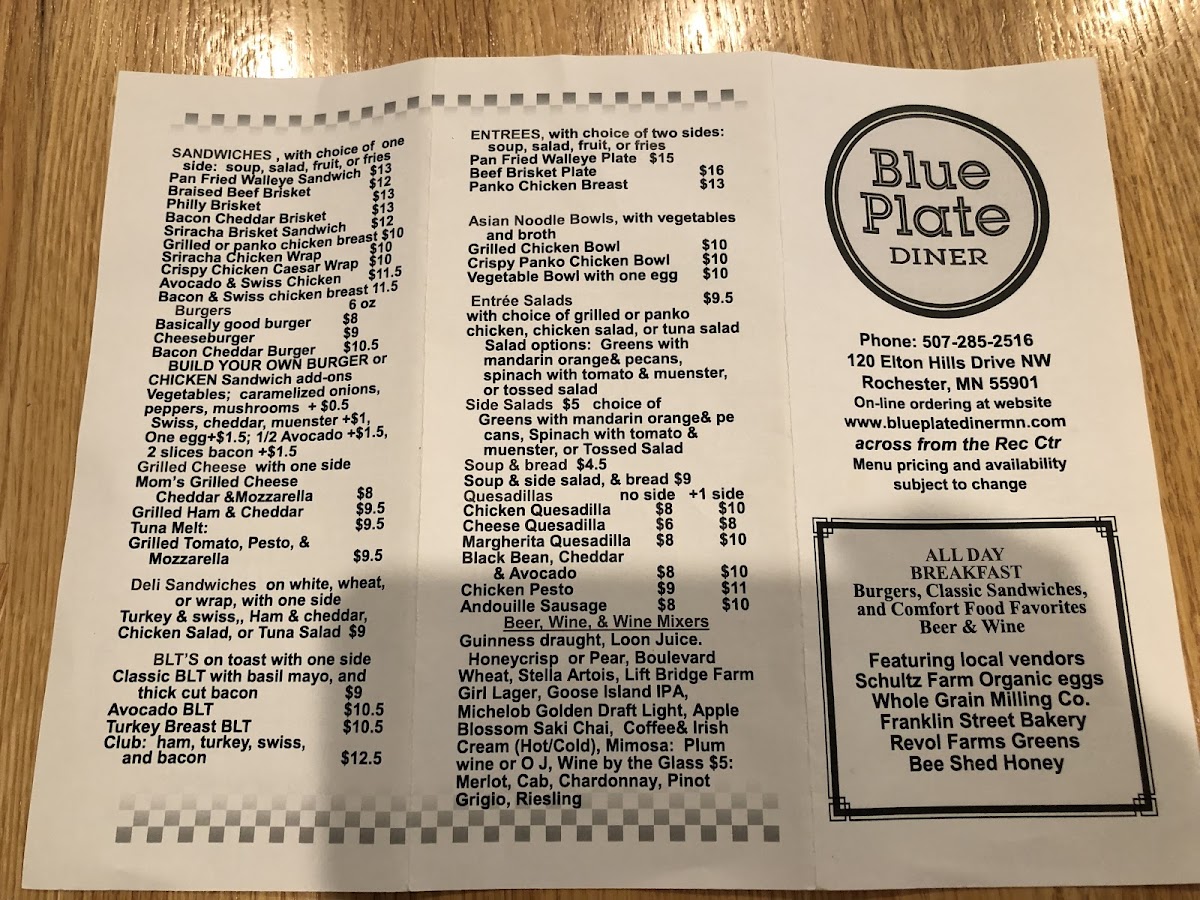 SANDWICHES , with choice of one
side: soup, salad, fruit, or fries
Pan Fried Walleye Sandwich $13
Braised Beef Brisket $12
Philly Brisket $13
Bacon Cheddar Brisket $13
Sriracha Brisket Sandwich $12
Grilled or panko chicken breast $10
Sriracha Chicken Wrap $10
Crispy Chicken Caesar Wrap $10
Avocado & Swiss Chicken $11.5
Bacon & Swiss chicken breast 11.5
Burgers 6 oz
Basically good burger $8
Cheeseburger $9
Bacon Cheddar Burger $10.5
BUILD YOUR OWN BURGER or
CHICKEN Sandwich add-ons
Vegetables; caramelized onions,
peppers, mushrooms + $0.5
Swiss, cheddar, muenster +$1,
One egg+$1.5; 1/2 Avocado +$1.5,
2 slices bacon +$1.5
Grilled Cheese with one side
Mom's Grilled Cheese
Cheddar &Mozzarella $8
Grilled Ham & Cheddar $9.5
Tuna Melt: $9.5
Grilled Tomato, Pesto, &
Mozzarella $9.5
Deli Sandwiches on white, wheat,
or wrap, with one side
Turkey & swiss,, Ham & cheddar,
Chicken Salad, or Tuna Salad $9
BLT'S on toast with one side
Classic BLT with basil mayo, and
thick cut bacon $9
Avocado BLT $10.5
Turkey Breast BLT $10.5
Club: ham, turkey, swiss,
and bacon $12.5
ENTREES, with choice of two sides:
soup, salad, fruit, or fries
Pan Fried Walleye Plate $15
Beef Brisket Plate $16
Panko Chicken Breast $13
Asian Noodle Bowls, with vegetables
and broth
Grilled Chicken Bowl $10
Crispy Panko Chicken Bowl $10
Vegetable Bowl with one egg $10
Entrée Salads $9.5
with choice of grilled or panko
chicken, chicken salad, or tuna salad
Salad options: Greens with
mandarin orange& pecans,
spinach with tomato & muenster,
or tossed salad
Side Salads $5 choice of
Greens with mandarin orange& pe
cans, Spinach with tomato &
muenster, or Tossed Salad
Soup & bread $4.5
Soup & side salad, & bread $9
Quesadillas no side +1 side
Chicken Quesadilla $8 $10
Cheese Quesadilla $6 $8
Margherita Quesadilla $8 $10
Black Bean, Cheddar
& Avocado $8 $10
Chicken Pesto $9 $11
Andouille Sausage $8 $10
Beer, Wine, & Wine Mixers
Guinness draught, Loon Juice.
Honeycrisp or Pear, Boulevard
Wheat, Stella Artois, Lift Bridge Farm
Girl Lager, Goose Island IPA,
Michelob Golden Draft Light, Apple
Blossom Saki Chai, Coffee& Irish
Cream (Hot/Cold), Mimosa: Plum
wine or O J, Wine by the Glass $5:
Merlot, Cab, Chardonnay, Pinot
Grigio, Riesling
Blue
Plate
DINER
Phone: 507-285-2516
120 Elton Hills Drive NW
Rochester, MN 55901
On-line ordering at website
www.blueplatedinermn.com
across from the Rec Ctr
Menu pricing and availability
subject to change
ALL DAY
BREAKFAST
Burgers, Classic Sandwiches,
and Comfort Food Favorites
Beer & Wine
Featuring local vendors
Schultz Farm Organic eggs
Whole Grain Milling Co.
Franklin Street Bakery
Revol Farms Greens
Bee Shed Honey